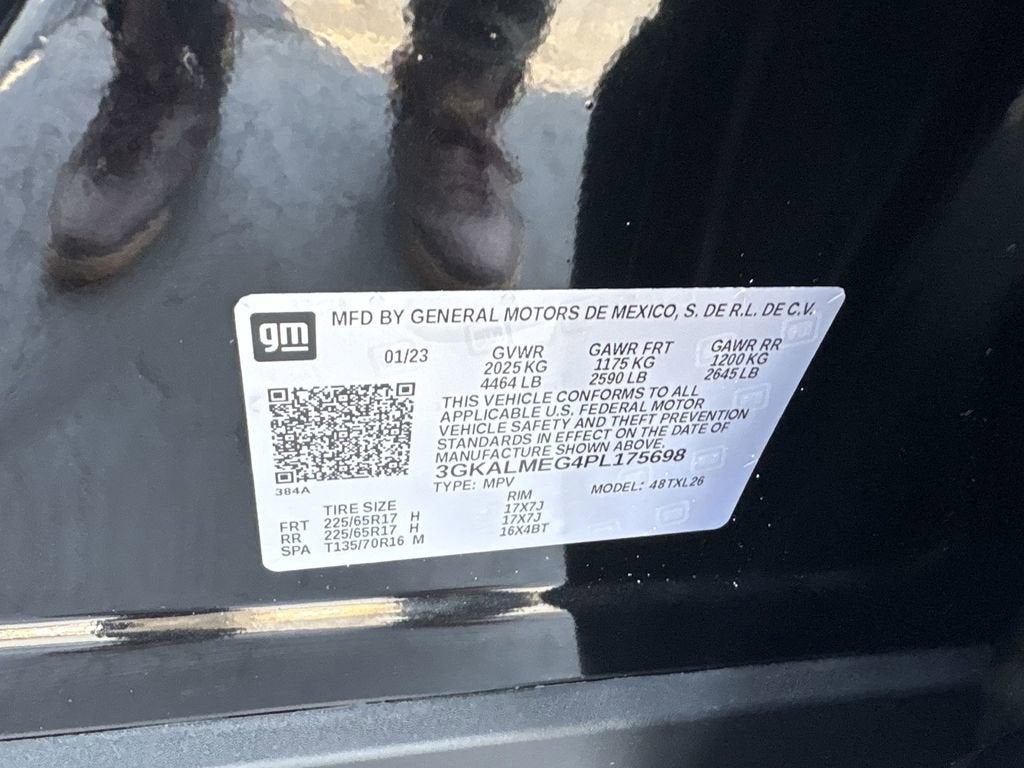 gm
MFD BY GENERAL MOTORS DE MEXICO, S. DE R.L. DE C.V.
01/23
GVWR GAWR FRT GAWR RR
2025 KG 1175 KG 1200 KG
4464 LB 2590 LB 2645 LB
THIS VEHICLE CONFORMS TO ALL
APPLICABLE U.S. FEDERAL MOTOR
VEHICLE SAFETY AND THEFT PREVENTION
STANDARDS IN EFFECT ON THE DATE OF
MANUFACTURE SHOWN ABOVE.
3GKALMEG4PL175698
TYPE: MPV MODEL: 48TXL26
384A
TIRE SIZE RIM
FRT 225/65R17 H 17X7J
RR 225/65R17 H 17X7J
SPA T135/70R16 M 16X4BT